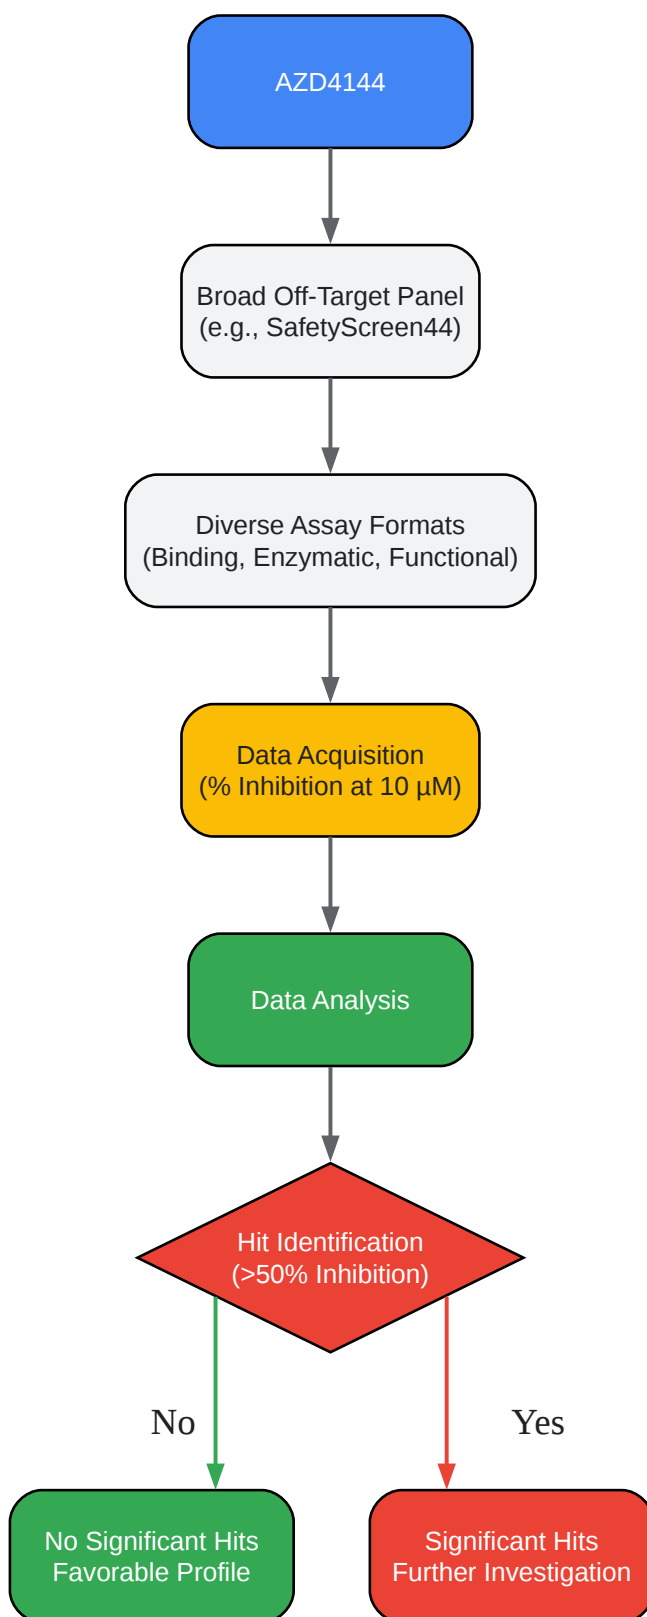 AZD4144
Broad Off-Target Panel
(e.g., SafetyScreen44)
Diverse Assay Formats
(Binding, Enzymatic, Functional)
Data Acquisition
(% Inhibition at 10 µM)
Data Analysis
Hit Identification
(>50% Inhibition)
No
Yes
No Significant Hits
Favorable Profile
Significant Hits
Further Investigation